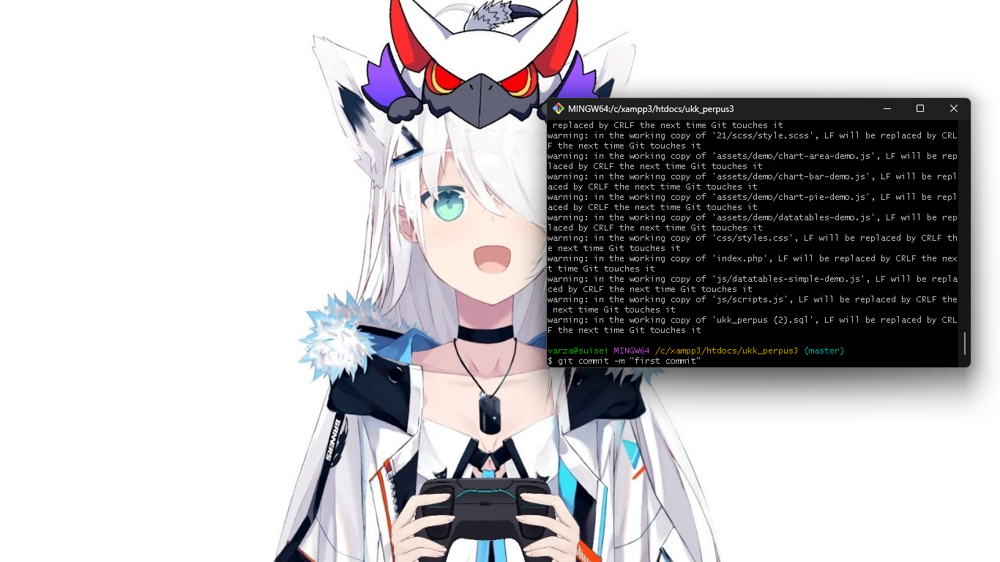 MINGW64:/c/xampp3/htdocs/ukk_perpus3
 replaced by CRLF the next time Git touches it
warning: in the working copy of '21/scss/style.scss', LF will be replaced by CRL
F the next time Git touches it
warning: in the working copy of 'assets/demo/chart-area-demo.js', LF will be rep
laced by CRLF the next time Git touches it
warning: in the working copy of 'assets/demo/chart-bar-demo.js', LF will be repl
aced by CRLF the next time Git touches it
warning: in the working copy of 'assets/demo/chart-pie-demo.js', LF will be repl
aced by CRLF the next time Git touches it
warning: in the working copy of 'assets/demo/datatables-demo.js', LF will be rep
laced by CRLF the next time Git touches it
warning: in the working copy of 'css/styles.css', LF will be replaced by CRLF th
e next time Git touches it
warning: in the working copy of 'index.php', LF will be replaced by CRLF the nex
t time Git touches it
warning: in the working copy of 'js/datatables-simple-demo.js', LF will be repla
ced by CRLF the next time Git touches it
warning: in the working copy of 'js/scripts.js', LF will be replaced by CRLF the
 next time Git touches it
warning: in the working copy of 'ukk_perpus (2).sql', LF will be replaced by CRL
F the next time Git touches it
varza@suisei MINGW64 /c/xampp3/htdocs/ukk_perpus3 (master)
$ git commit -m "first commit"